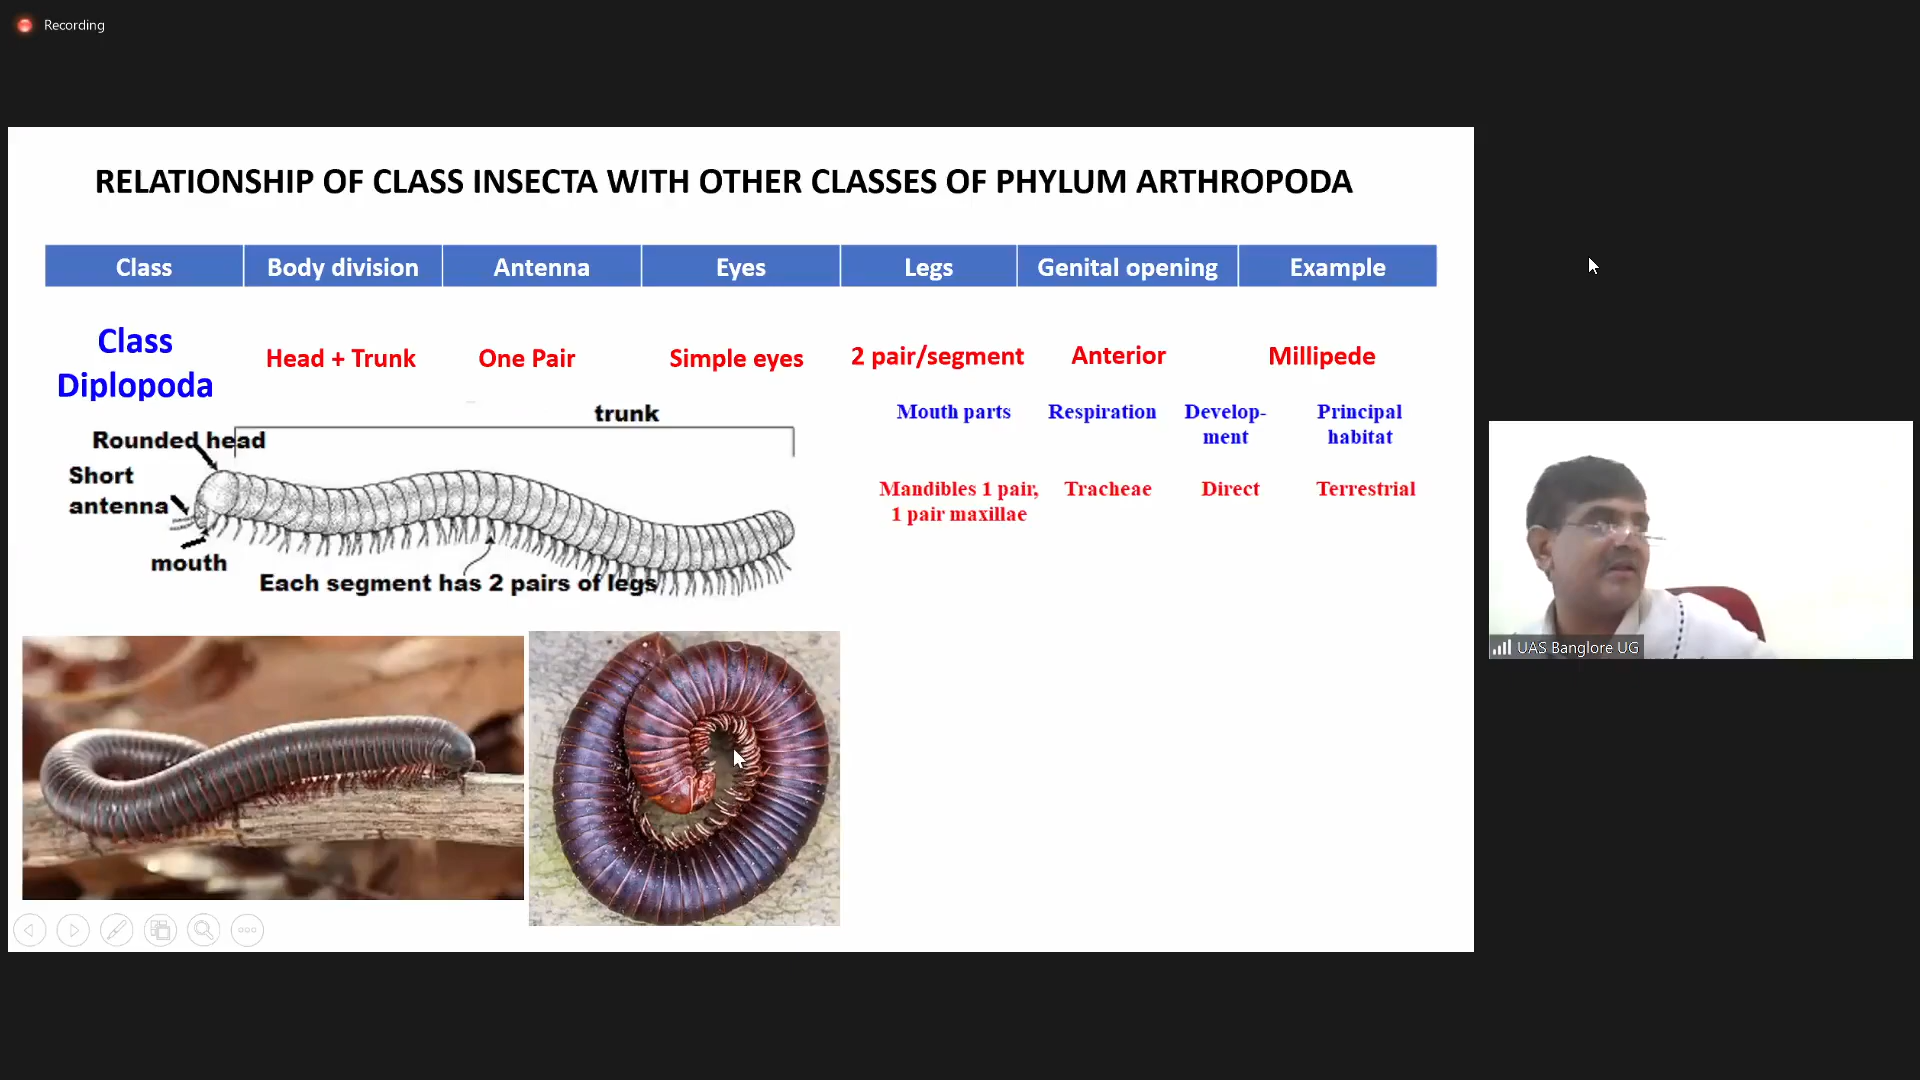 Recording
RELATIONSHIP OF CLASS INSECTA WITH OTHER CLASSES OF PHYLUM ARTHROPODA
Class Body division Antenna Eyes Legs Genital opening Example
Class
Diplopoda
Head + Trunk One Pair Simple eyes 2 pair/segment Anterior Millipede
trunk
Rounded head
Short
antenna
mouth
Each segment has 2 pairs of legs
Mouth parts Respiration Develop-
ment
Principal
habitat
Mandibles 1 pair,
1 pair maxillae
Tracheae Direct Terrestrial
UAS Banglore UG